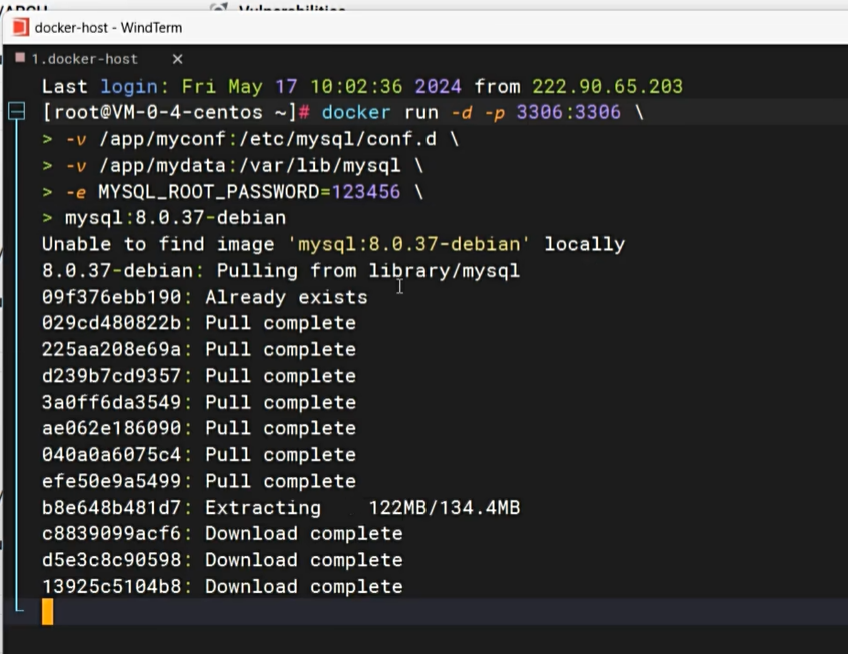 Vulnerabilities
docker-host - WindTerm
1.docker-host
Last login: Fri May 17 10:02:36 2024 from 222.90.65.203
[root@VM-0-4-centos ~]# docker run -d -p 3306:3306 \
> -v /app/myconf:/etc/mysql/conf.d \
> -v /app/mydata:/var/lib/mysql \
> -e MYSQL_ROOT_PASSWORD=123456 \
> mysql:8.0.37-debian
Unable to find image 'mysql:8.0.37-debian' locally
8.0.37-debian: Pulling from library/mysql
09f376ebb190: Already exists
029cd480822b: Pull complete
225aa208e69a: Pull complete
d239b7cd9357: Pull complete
3a0ff6da3549: Pull complete
ae062e186090: Pull complete
040a0a6075c4: Pull complete
efe50e9a5499: Pull complete
b8e648b481d7: Extracting 122MB/134.4MB
c8839099acf6: Download complete
d5e3c8c90598: Download complete
13925c5104b8: Download complete